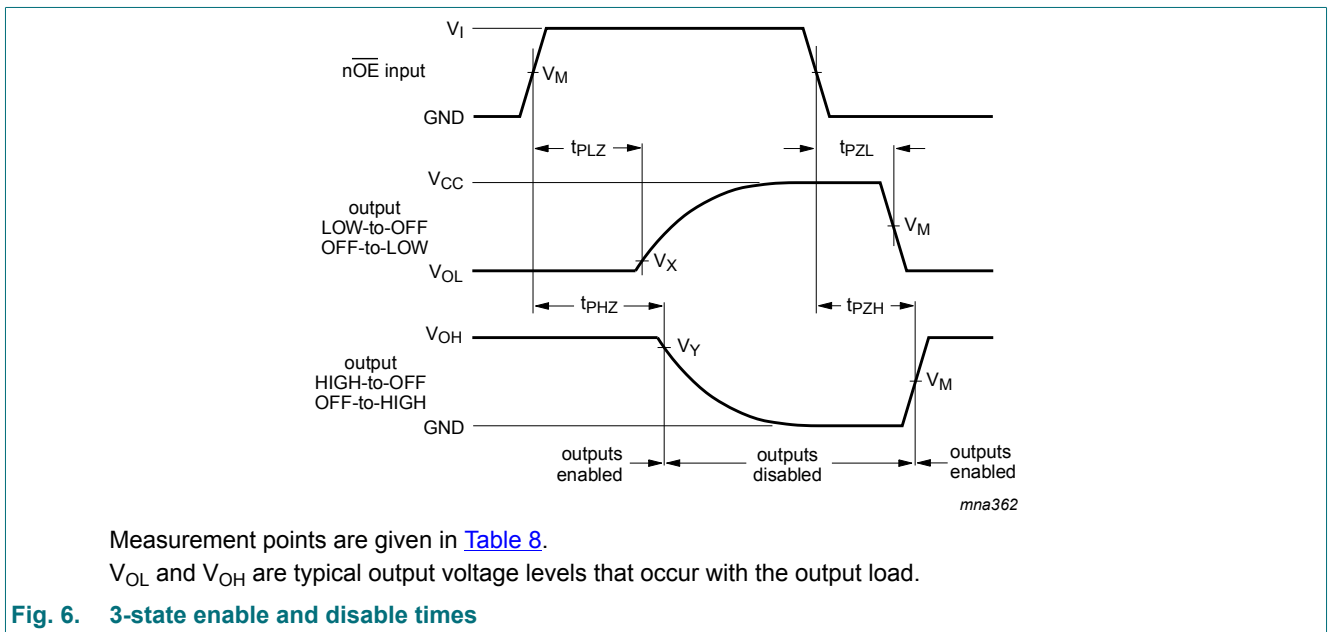 V_I
nO̅E̅ input
V_M
GND
t_PLZ
t_PZL
V_CC
output
LOW-to-OFF
OFF-to-LOW
V_M
V_X
V_OL
t_PHZ
t_PZH
V_OH
V_Y
output
HIGH-to-OFF
OFF-to-HIGH
V_M
GND
outputs
enabled
outputs
disabled
outputs
enabled
mna362
Measurement points are given in Table 8.
V_OL and V_OH are typical output voltage levels that occur with the output load.
Fig. 6. 3-state enable and disable times